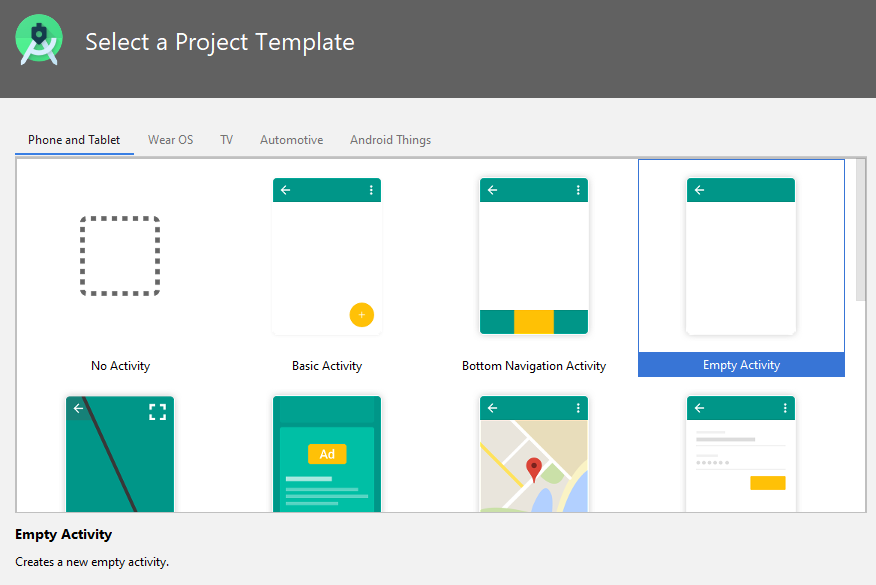 Select a Project Template
Phone and Tablet Wear OS TV Automotive Android Things
No Activity Basic Activity Bottom Navigation Activity Empty Activity
Ad
Empty Activity
Creates a new empty activity.